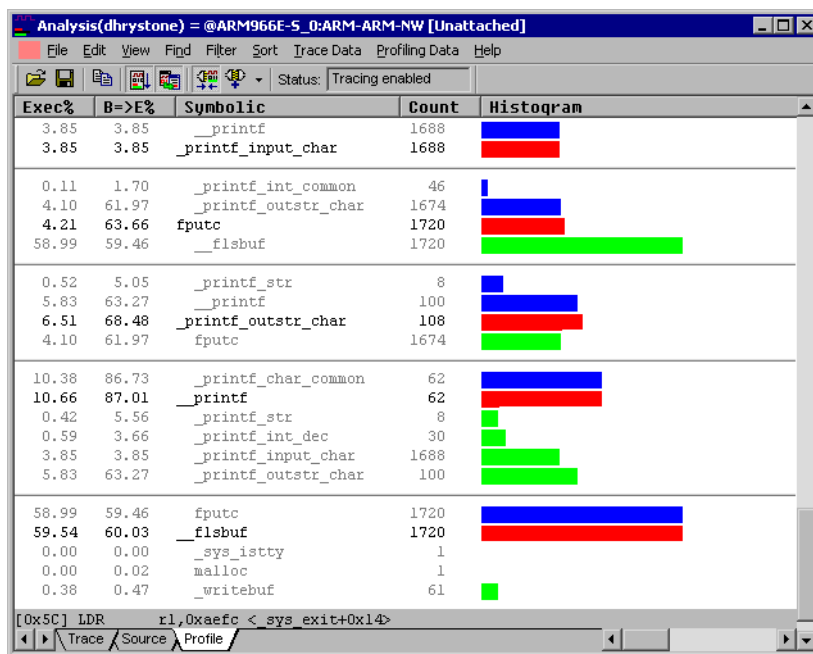 Analysis(dhrystone) = @ARM966E-S_0:ARM-ARM-NW [Unattached]
File Edit View Find Filter Sort Trace Data Profiling Data Help
Status: Tracing enabled
Exec% B=>E% Symbolic Count Histogram
3.85 3.85 __printf 1688
3.85 3.85 _printf_input_char 1688
0.11 1.70 _printf_int_common 46
4.10 61.97 _printf_outstr_char 1674
4.21 63.66 fputc 1720
58.99 59.46 __flsbuf 1720
0.52 5.05 _printf_str 8
5.83 63.27 __printf 100
6.51 68.48 _printf_outstr_char 108
4.10 61.97 fputc 1674
10.38 86.73 _printf_char_common 62
10.66 87.01 __printf 62
0.42 5.56 _printf_str 8
0.59 3.66 _printf_int_dec 30
3.85 3.85 _printf_input_char 1688
5.83 63.27 _printf_outstr_char 100
58.99 59.46 fputc 1720
59.54 60.03 __flsbuf 1720
0.00 0.00 _sys_istty 1
0.00 0.02 malloc 1
0.38 0.47 _writebuf 61
[0x5C] LDR r1,0xaefc <_sys_exit+0x14>
Trace Source Profile